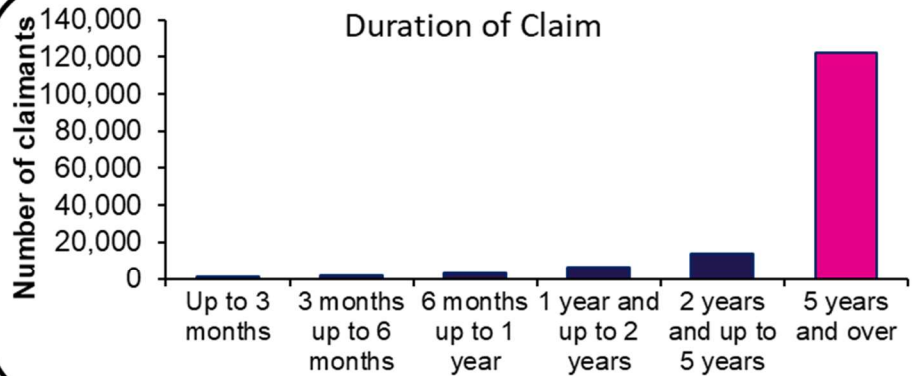 Duration of Claim
Number of claimants
140,000
120,000
100,000
80,000
60,000
40,000
20,000
0
Up to 3
months
3 months
up to 6
months
6 months
up to 1
year
1 year and
up to 2
years
2 years
and up to
5 years
5 years
and over